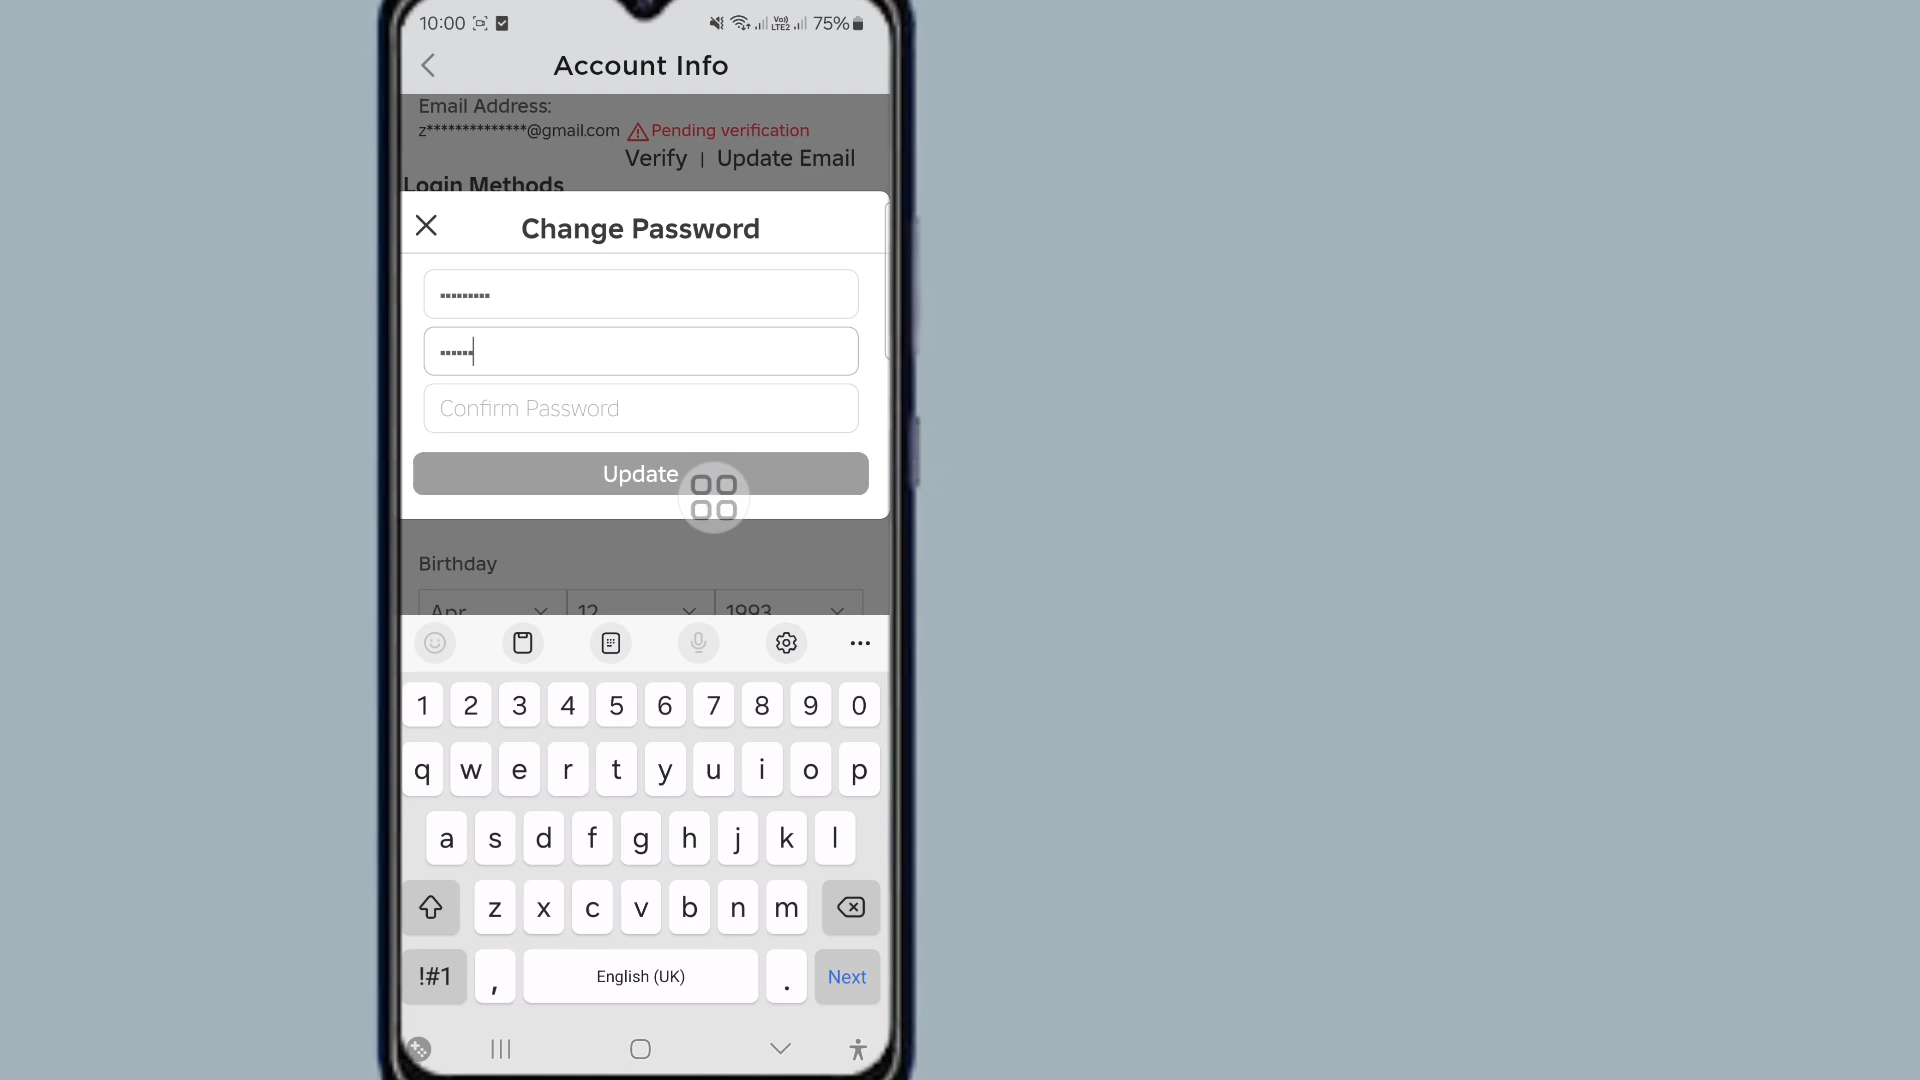 10:00 Vo) LTE2 75%
Account Info
Email Address:
z**************@gmail.com Pending verification
Verify | Update Email
Login Methods
Change Password
Confirm Password
Update
Birthday
Apr 12 1993
1 2 3 4 5 6 7 8 9 0
q w e r t y u i o p
a s d f g h j k l
z x c v b n m
!#1 , English (UK) . Next